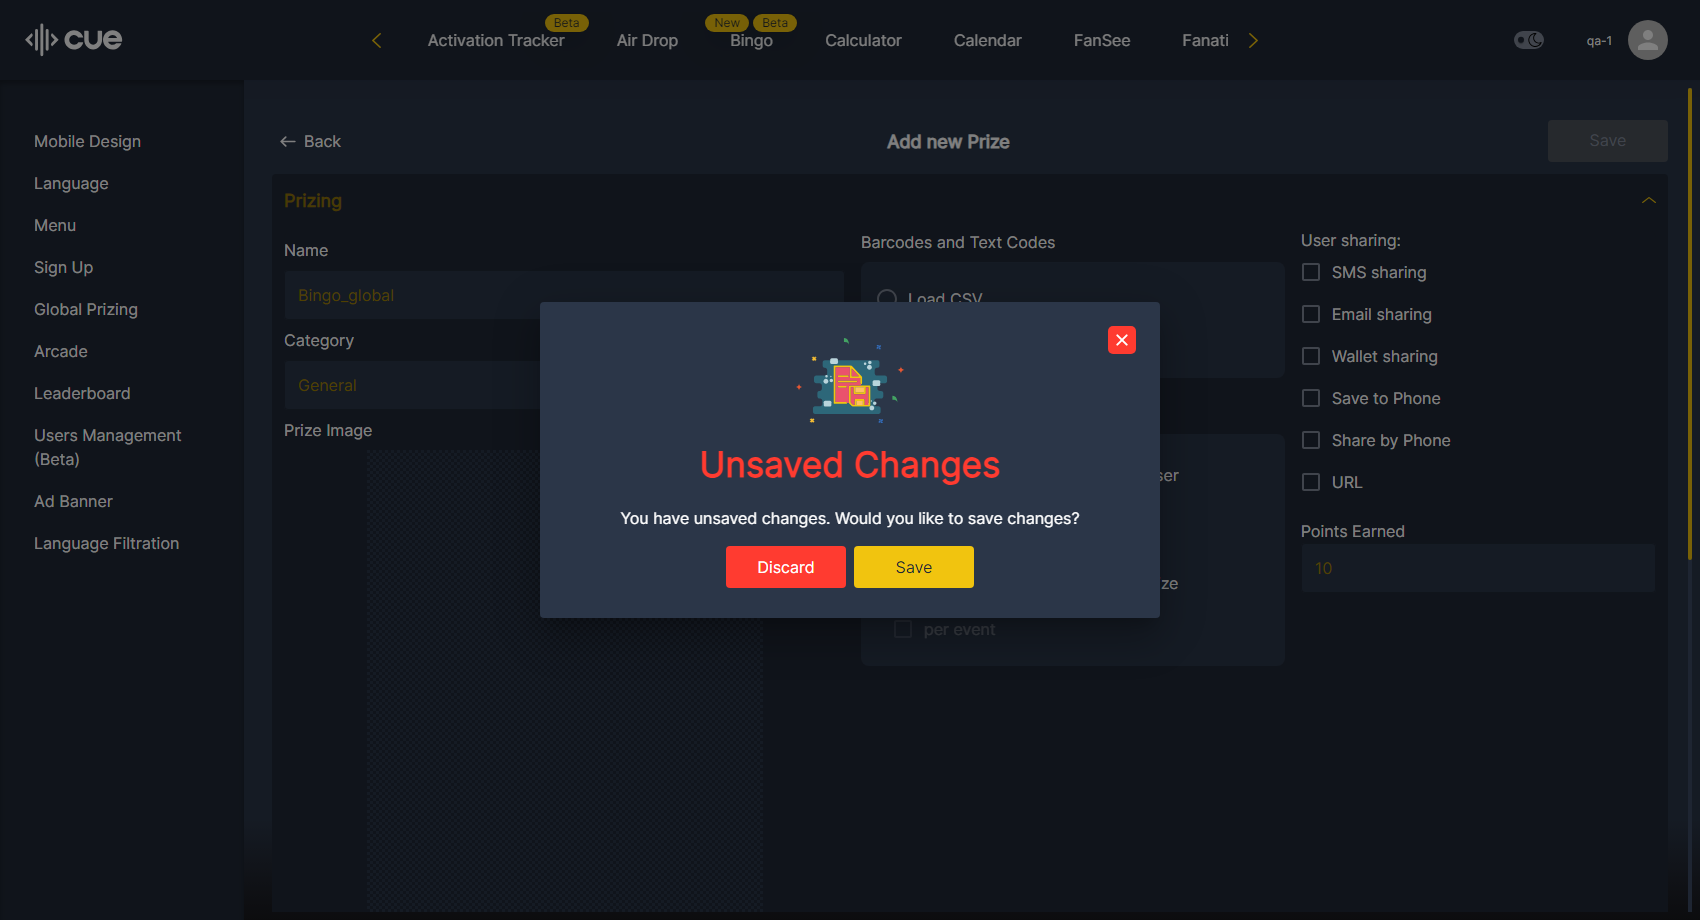 cue
Beta
New
Beta
Activation Tracker
Air Drop
Bingo
Calculator
Calendar
FanSee
Fanati
qa-1
Mobile Design
Language
Menu
Sign Up
Global Prizing
Arcade
Leaderboard
Users Management
(Beta)
Ad Banner
Language Filtration
Back
Add new Prize
Save
Prizing
Name
Bingo_global
Category
General
Prize Image
Barcodes and Text Codes
Load CSV
ser
ze
per event
User sharing:
SMS sharing
Email sharing
Wallet sharing
Save to Phone
Share by Phone
URL
Points Earned
10
Unsaved Changes
You have unsaved changes. Would you like to save changes?
Discard
Save